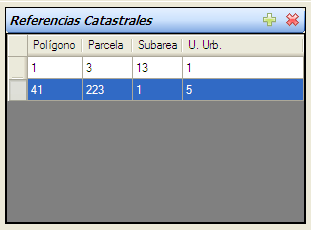 Referencias Catastrales
Polígono Parcela Subarea U. Urb.
1 3 13 1
41 223 1 5